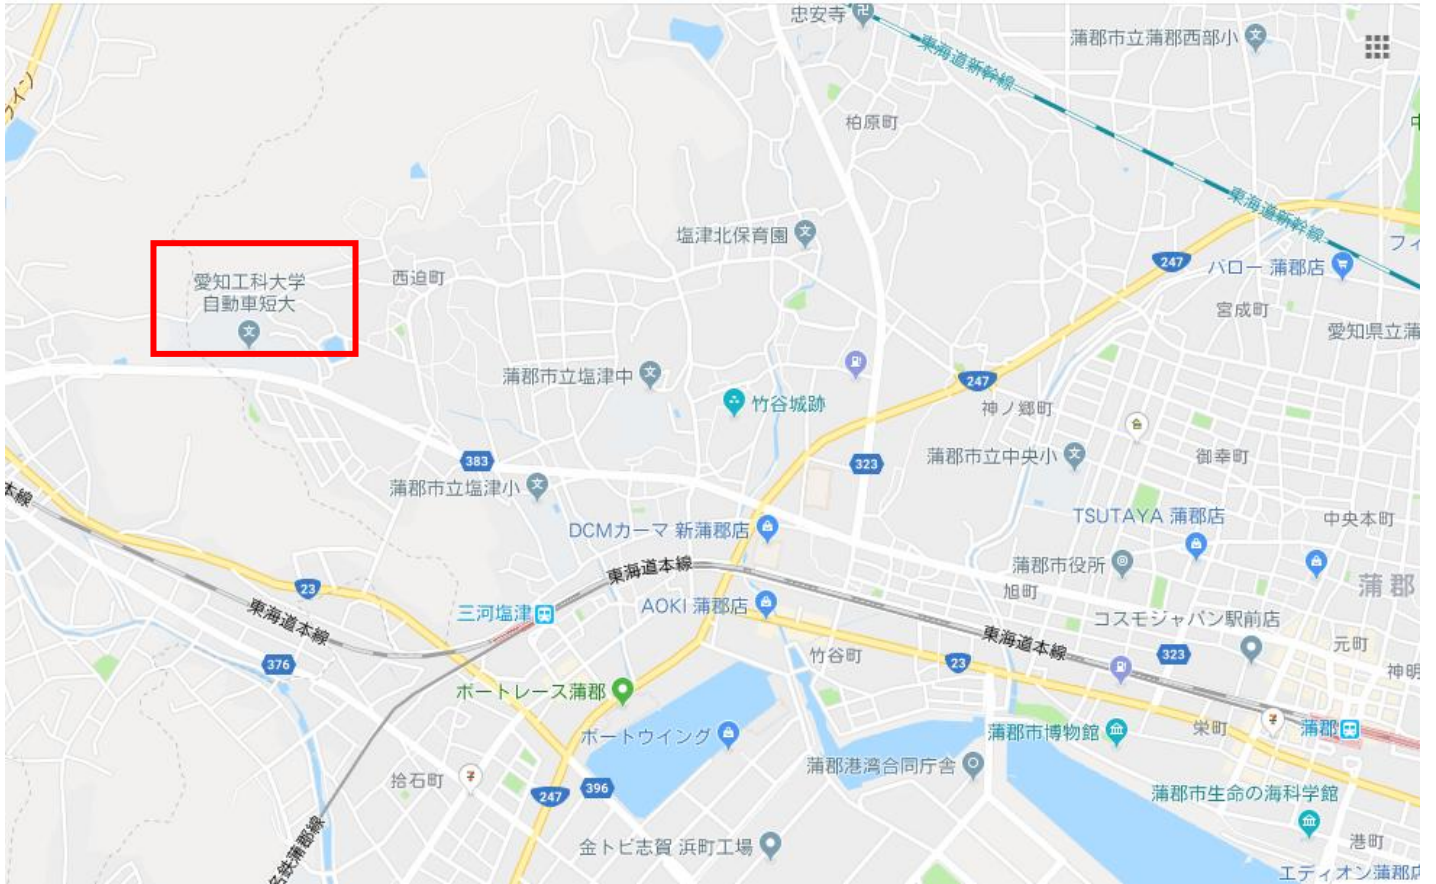 忠安寺
蒲郡市立蒲郡西部小
東海道新幹線
柏原町
東海道新幹線
塩津北保育園
247
バロー 蒲郡店
フィ
愛知工科大学
自動車短大
西迫町
宮成町
愛知県立蒲
蒲郡市立塩津中
竹谷城跡
247
神ノ郷町
383
323
蒲郡市立中央小
御幸町
蒲郡市立塩津小
本線
DCMカーマ 新蒲郡店
TSUTAYA 蒲郡店
中央本町
東海道本線
蒲郡市役所
旭町
蒲郡
23
三河塩津
AOKI 蒲郡店
コスモジャパン駅前店
東海道本線
東海道本線
元町
376
竹谷町
23
323
神明
ボートレース蒲郡
ボートウイング
蒲郡市博物館
栄町
蒲郡
蒲郡港湾合同庁舎
拾石町
247
396
蒲郡市生命の海科学館
名鉄蒲郡線
金トビ志賀 浜町工場
港町
エディオン蒲郡店